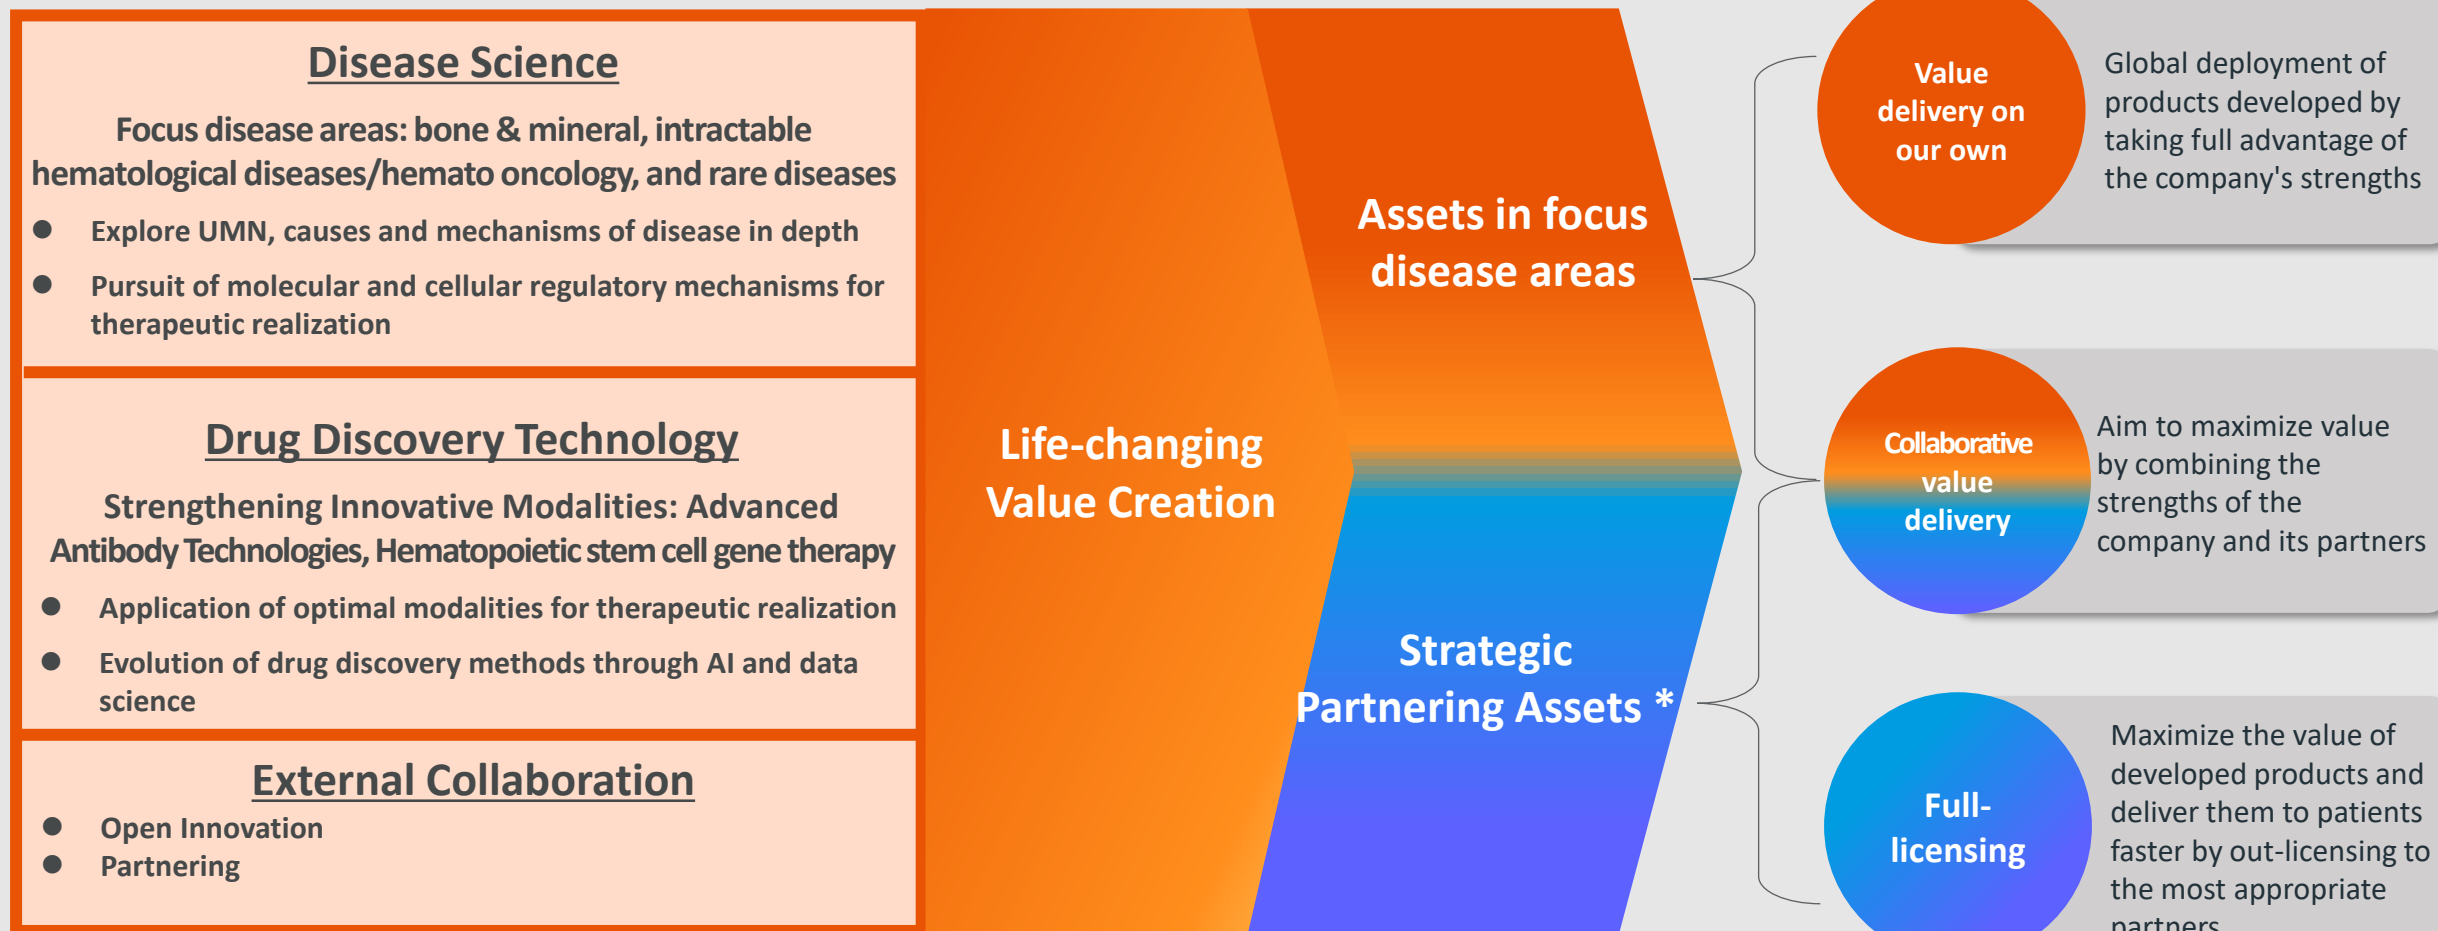 Disease Science
Focus disease areas: bone & mineral, intractable
hematological diseases/hemato oncology, and rare diseases
● Explore UMN, causes and mechanisms of disease in depth
● Pursuit of molecular and cellular regulatory mechanisms for
therapeutic realization
Drug Discovery Technology
Strengthening Innovative Modalities: Advanced
Antibody Technologies, Hematopoietic stem cell gene therapy
● Application of optimal modalities for therapeutic realization
● Evolution of drug discovery methods through AI and data
science
External Collaboration
● Open Innovation
● Partnering
Life-changing
Value Creation
Assets in focus
disease areas
Strategic
Partnering Assets *
Value
delivery on
our own
Global deployment of
products developed by
taking full advantage of
the company's strengths
Collaborative
value
delivery
Aim to maximize value
by combining the
strengths of the
company and its partners
Full-
licensing
Maximize the value of
developed products and
deliver them to patients
faster by out-licensing to
the most appropriate
partners